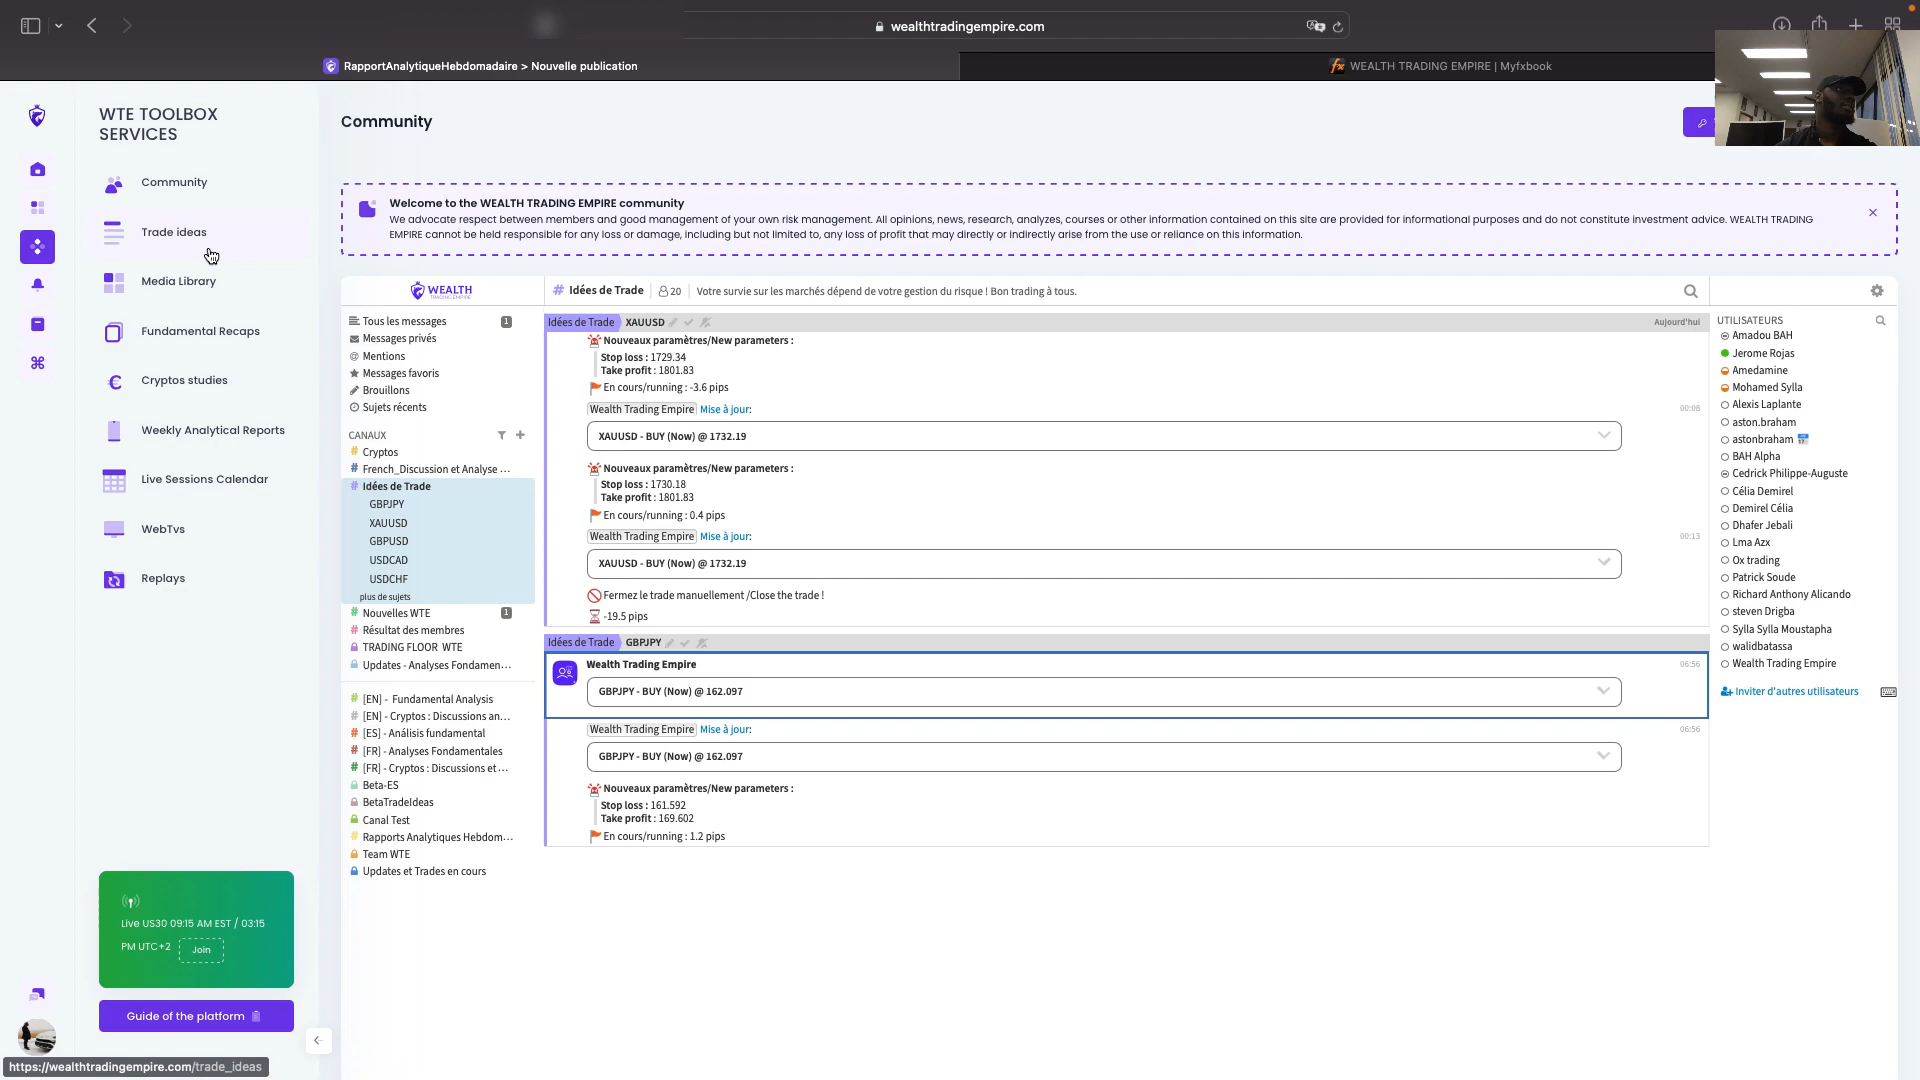 wealthtradingempire.com
RapportAnalytiqueHebdomadaire > Nouvelle publication
WEALTH TRADING EMPIRE | Myfxbook
WTE TOOLBOX
SERVICES
Community
Trade ideas
Media Library
Fundamental Recaps
Cryptos studies
Weekly Analytical Reports
Live Sessions Calendar
WebTvs
Replays
Live US30 09:15 AM EST / 03:15
PM UTC+2
Join
Guide of the platform
https://wealthtradingempire.com/trade_ideas
Community
Welcome to the WEALTH TRADING EMPIRE community
We advocate respect between members and good management of your own risk management. All opinions, news, research, analyzes, courses or other information contained on this site are provided for informational purposes and do not constitute investment advice. WEALTH TRADING
EMPIRE cannot be held responsible for any loss or damage, including but not limited to, any loss of profit that may directly or indirectly arise from the use or reliance on this information.
WEALTH
TRADING EMPIRE
Tous les messages 1
Messages privés
@ Mentions
Messages favoris
Brouillons
Sujets récents
CANAUX
# Cryptos
# French_Discussion et Analyse ...
# Idées de Trade
GBPJPY
XAUUSD
GBPUSD
USDCAD
USDCHF
plus de sujets
# Nouvelles WTE 1
# Résultat des membres
TRADING FLOOR WTE
Updates - Analyses Fondamen...
# [EN] - Fundamental Analysis
# [EN] - Cryptos : Discussions an...
# [ES] - Análisis fundamental
# [FR] - Analyses Fondamentales
# [FR] - Cryptos : Discussions et ...
Beta-ES
BetaTradeIdeas
Canal Test
# Rapports Analytiques Hebdom...
Team WTE
Updates et Trades en cours
# Idées de Trade 20 Votre survie sur les marchés dépend de votre gestion du risque ! Bon trading à tous.
Idées de Trade XAUUSD Aujourd'hui
Nouveaux paramètres/New parameters :
Stop loss : 1729.34
Take profit : 1801.83
En cours/running : -3.6 pips
Wealth Trading Empire Mise à jour: 00:08
XAUUSD - BUY (Now) @ 1732.19
Nouveaux paramètres/New parameters :
Stop loss : 1730.18
Take profit : 1801.83
En cours/running : 0.4 pips
Wealth Trading Empire Mise à jour: 00:13
XAUUSD - BUY (Now) @ 1732.19
Fermez le trade manuellement /Close the trade !
-19.5 pips
Idées de Trade GBPJPY
Wealth Trading Empire 06:56
GBPJPY - BUY (Now) @ 162.097
Wealth Trading Empire Mise à jour: 06:56
GBPJPY - BUY (Now) @ 162.097
Nouveaux paramètres/New parameters :
Stop loss : 161.592
Take profit : 169.602
En cours/running : 1.2 pips
UTILISATEURS
Amadou BAH
Jerome Rojas
Amedamine
Mohamed Sylla
Alexis Laplante
aston.braham
astonbraham
BAH Alpha
Cedrick Philippe-Auguste
Célia Demirel
Demirel Célia
Dhafer Jebali
Lma Azx
Ox trading
Patrick Soude
Richard Anthony Alicando
steven Drigba
Sylla Sylla Moustapha
walidbatassa
Wealth Trading Empire
Inviter d'autres utilisateurs